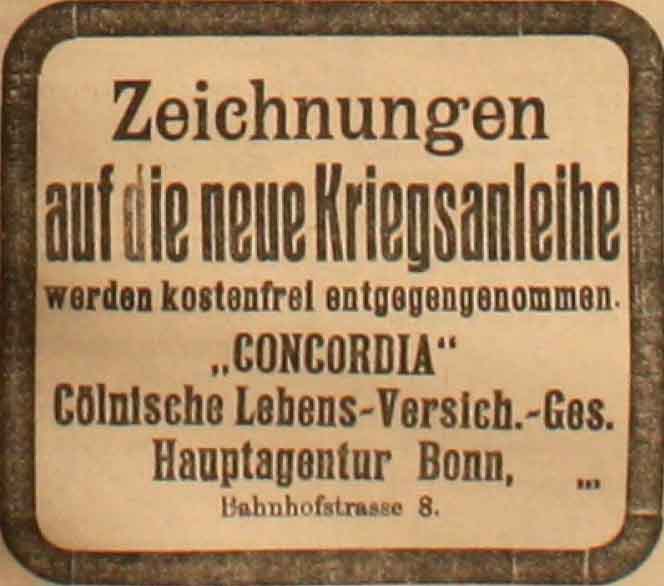 Zeichnungen
auf die neue Kriegsanleihe
werden kostenfrei entgegengenommen.
„CONCORDIA“
Cölnische Lebens-Versich.-Ges.
Hauptagentur Bonn, ...
Bahnhofstrasse 8.